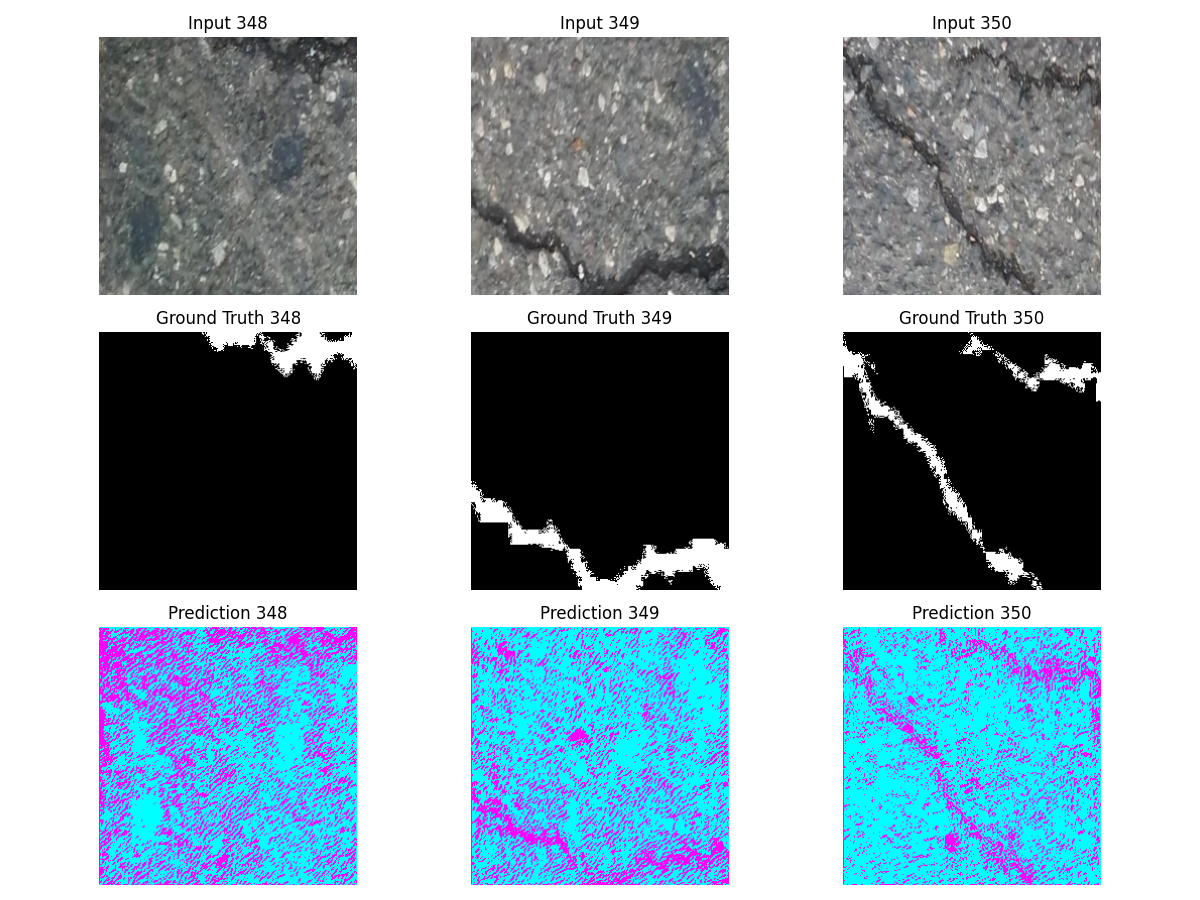 Input 348
Input 349
Input 350
Ground Truth 348
Ground Truth 349
Ground Truth 350
Prediction 348
Prediction 349
Prediction 350